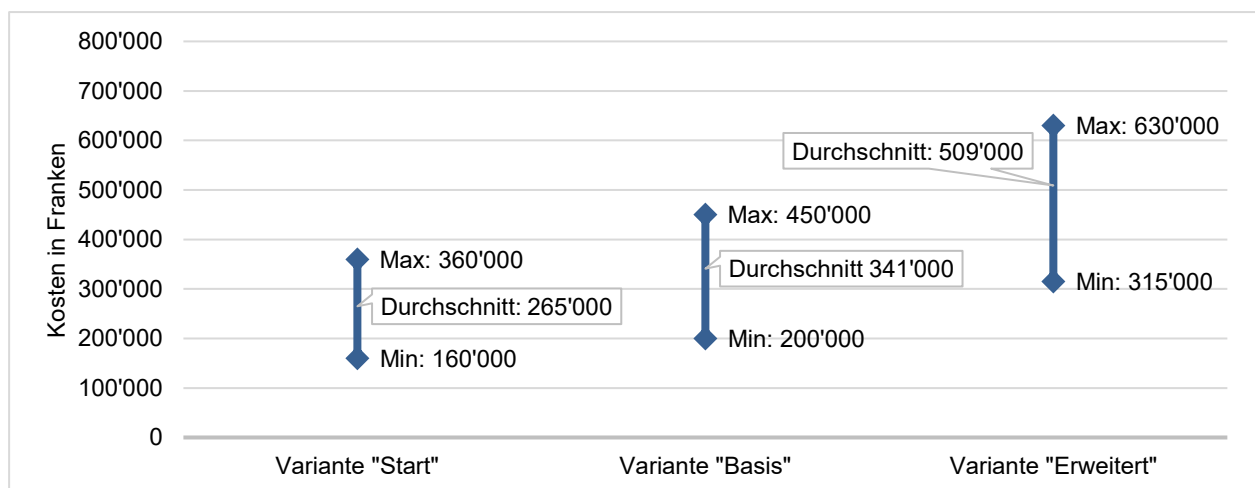 800'000
700'000
600'000
500'000
400'000
300'000
200'000
100'000
0
Kosten in Franken
Max: 360'000
Durchschnitt: 265'000
Min: 160'000
Max: 450'000
Durchschnitt 341'000
Min: 200'000
Max: 630'000
Durchschnitt: 509'000
Min: 315'000
Variante "Start"
Variante "Basis"
Variante "Erweitert"